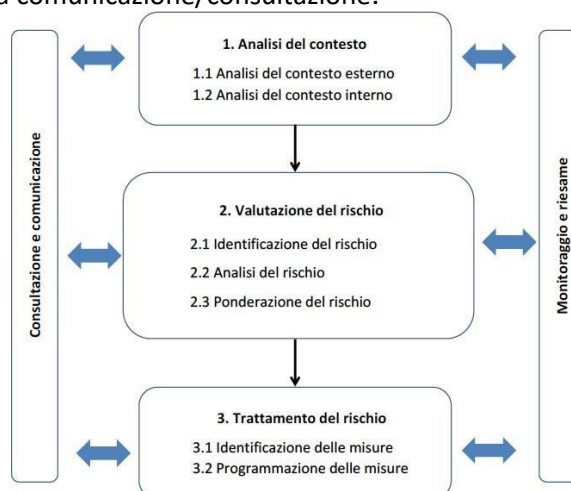 a comunicazione/consultazione.
1. Analisi del contesto
1.1 Analisi del contesto esterno
1.2 Analisi del contesto interno
Consultazione e comunicazione
2. Valutazione del rischio
2.1 Identificazione del rischio
2.2 Analisi del rischio
2.3 Ponderazione del rischio
Monitoraggio e riesame
3. Trattamento del rischio
3.1 Identificazione delle misure
3.2 Programmazione delle misure